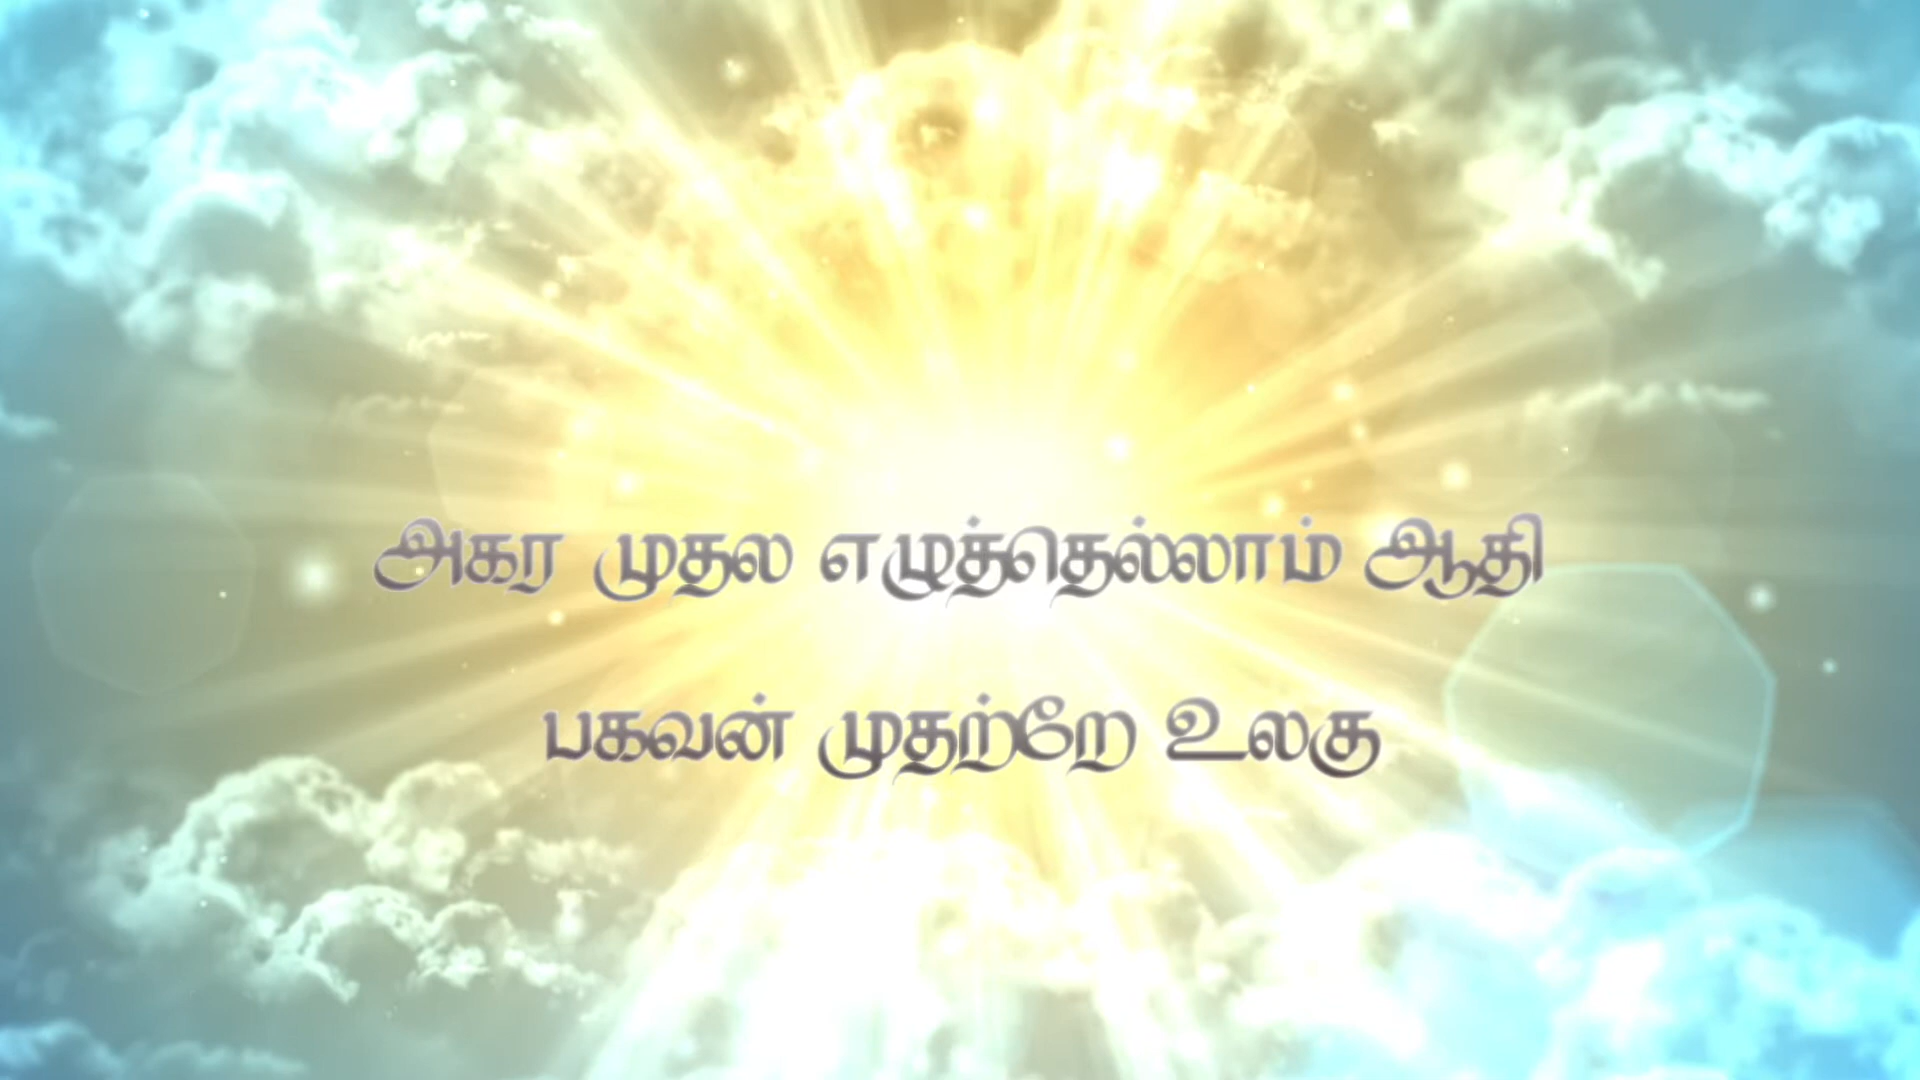 அகர முதல எழுத்தெல்லாம் ஆதி
பகவன் முதற்றே உலகு